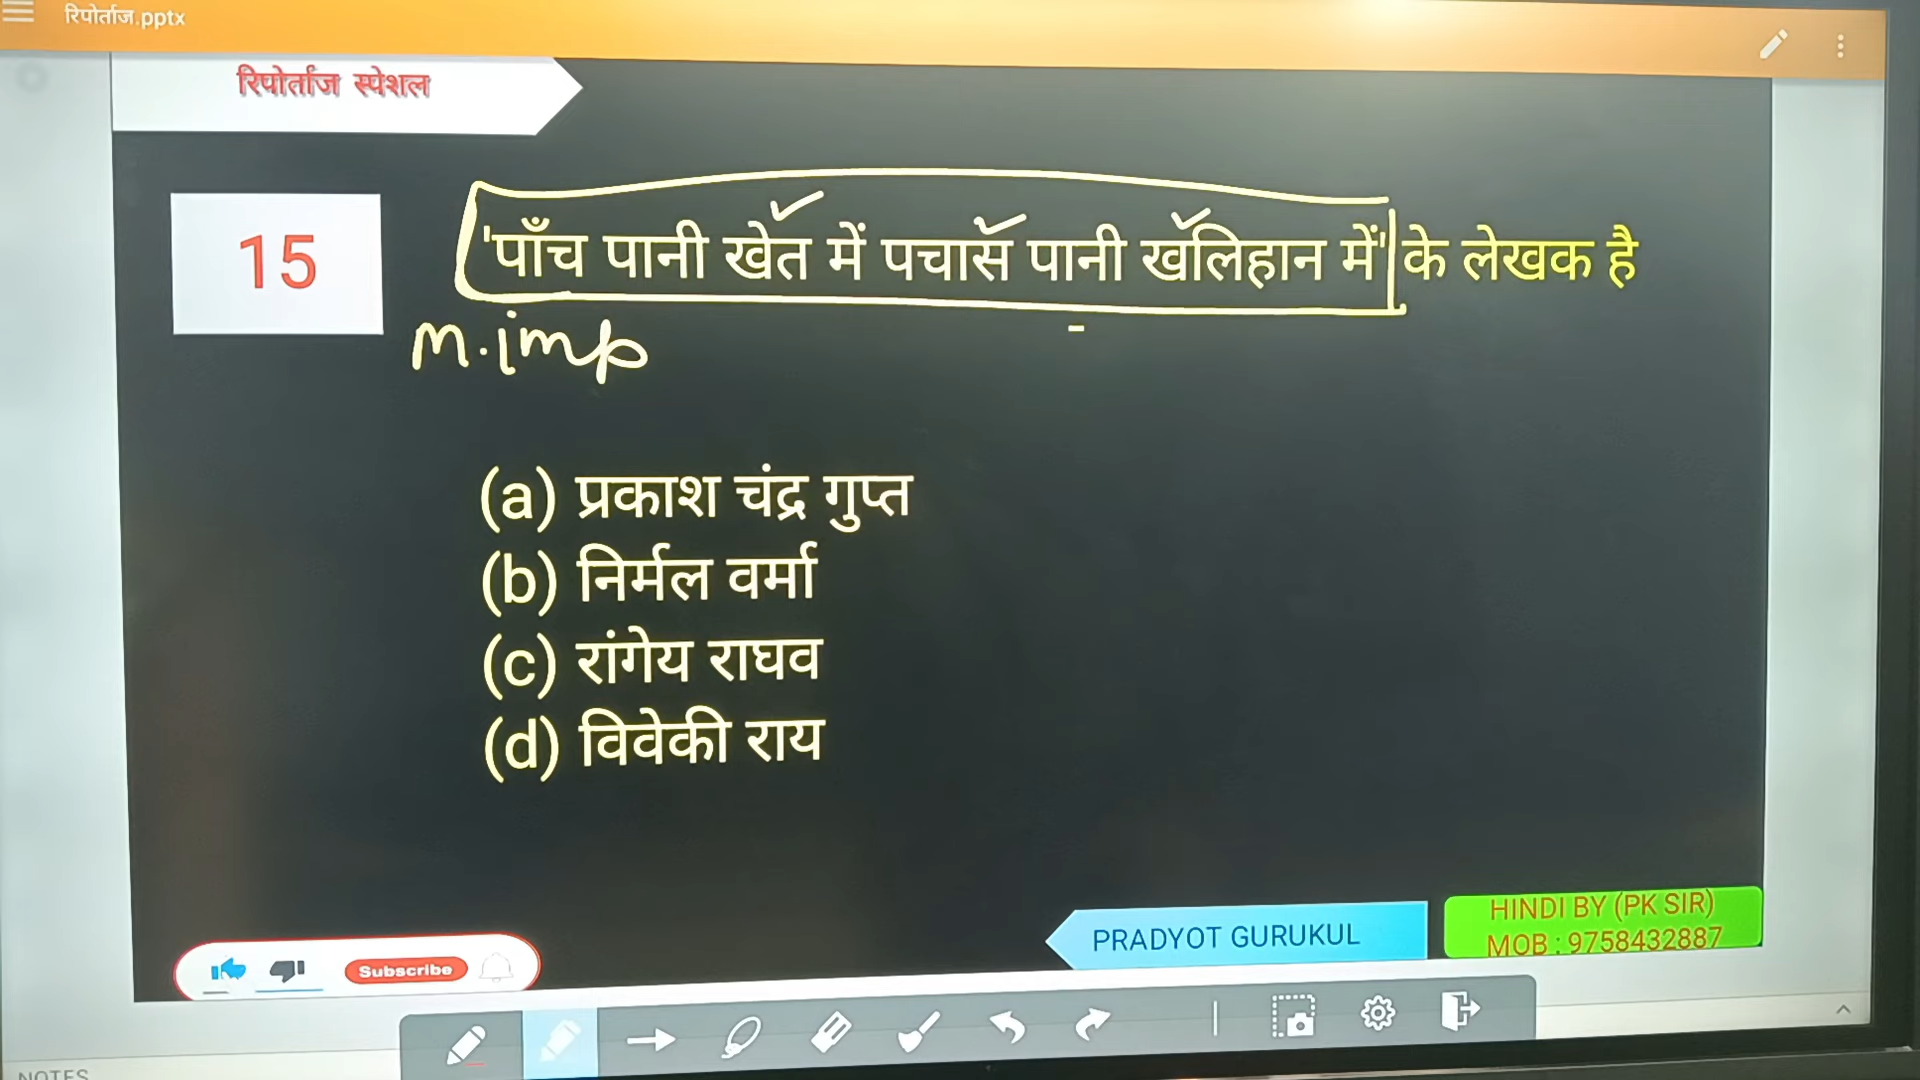 रिपोर्ताज.pptx
रिपोर्ताज स्पेशल
15
'पाँच पानी खेत में पचास पानी खलिहान में' के लेखक है
m.imp
(a) प्रकाश चंद्र गुप्त
(b) निर्मल वर्मा
(c) रांगेय राघव
(d) विवेकी राय
PRADYOT GURUKUL
HINDI BY (PK SIR)
MOB : 9758432887
Subscribe
NOTES